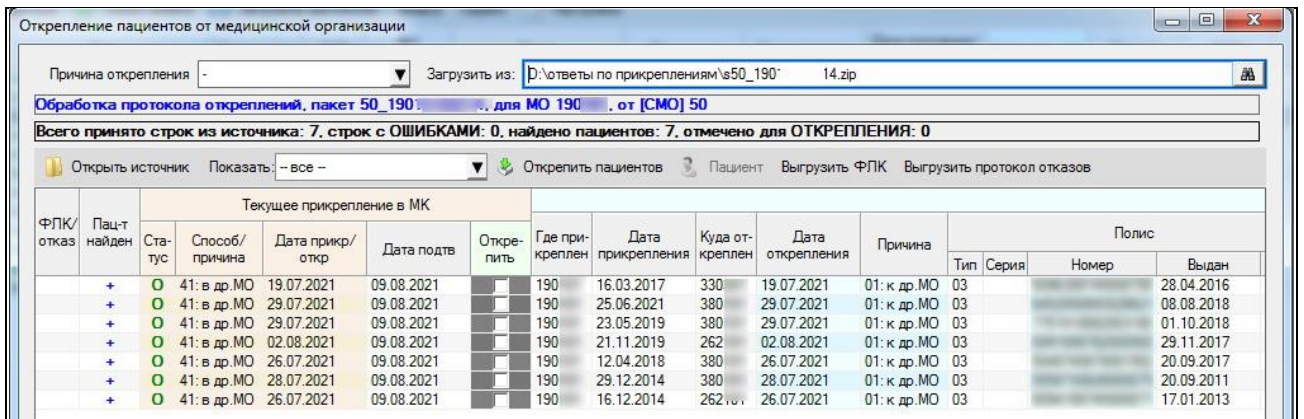 Открепление пациентов от медицинской организации
Причина открепления - Загрузить из: D:\ответы по прикреплениям\s50_190 14.zip
Обработка протокола откреплений, пакет 50_190 , для МО 190 , от [СМО] 50
Всего принято строк из источника: 7, строк с ОШИБКАМИ: 0, найдено пациентов: 7, отмечено для ОТКРЕПЛЕНИЯ: 0
Открыть источник Показать: -- все -- Открепить пациентов Пациент Выгрузить ФЛК Выгрузить протокол отказов
Текущее прикрепление в МК
ФЛК/ отказ Пац-т найден Ста- тус Способ/ причина Дата прикр/ откр Дата подтв Откре- пить Где при- креплен Дата прикрепления Куда от- креплен Дата открепления Причина Полис
Тип Серия Номер Выдан
+ О 41: в др.МО 19.07.2021 09.08.2021 190 16.03.2017 330 19.07.2021 01: к др.МО 03 28.04.2016
+ О 41: в др.МО 29.07.2021 09.08.2021 190 25.06.2021 380 29.07.2021 01: к др.МО 03 08.08.2018
+ О 41: в др.МО 29.07.2021 09.08.2021 190 23.05.2019 380 29.07.2021 01: к др.МО 03 01.10.2018
+ О 41: в др.МО 02.08.2021 09.08.2021 190 21.11.2019 262 02.08.2021 01: к др.МО 03 29.11.2017
+ О 41: в др.МО 26.07.2021 09.08.2021 190 12.04.2018 380 26.07.2021 01: к др.МО 03 20.09.2017
+ О 41: в др.МО 28.07.2021 09.08.2021 190 29.12.2014 380 28.07.2021 01: к др.МО 03 20.09.2011
+ О 41: в др.МО 26.07.2021 09.08.2021 190 16.12.2014 262 26.07.2021 01: к др.МО 03 17.01.2013